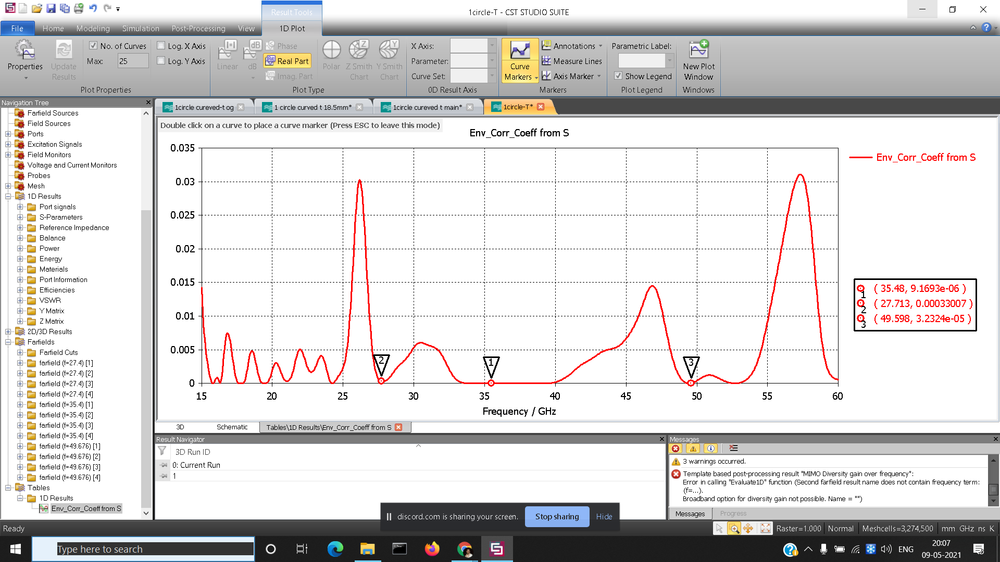 1circle-T - CST STUDIO SUITE
Result Tools
File Home Modeling Simulation Post-Processing View 1D Plot
Properties
Update Results
No. of Curves
Max: 25
Log. X Axis
Log. Y Axis
Plot Properties
Linear
dB
Phase
Real Part
Imag. Part
Polar
Z Smith Chart
Y Smith Chart
Plot Type
X Axis:
Parameter:
Curve Set:
0D Result Axis
Curve Markers
Annotations
Measure Lines
Axis Marker
Markers
Parametric Label:
Show Legend
Plot Legend
New Plot Window
Windows
Navigation Tree
Farfield Sources
Field Sources
Ports
Excitation Signals
Field Monitors
Voltage and Current Monitors
Probes
Mesh
1D Results
Port signals
S-Parameters
Reference Impedance
Balance
Power
Energy
Materials
Port Information
Efficiencies
VSWR
Y Matrix
Z Matrix
2D/3D Results
Farfields
Farfield Cuts
farfield (f=27.4) [1]
farfield (f=27.4) [2]
farfield (f=27.4) [3]
farfield (f=27.4) [4]
farfield (f=35.4) [1]
farfield (f=35.4) [2]
farfield (f=35.4) [3]
farfield (f=35.4) [4]
farfield (f=49.676) [1]
farfield (f=49.676) [2]
farfield (f=49.676) [3]
farfield (f=49.676) [4]
Tables
1D Results
Env_Corr_Coeff from S
1circle cureved-t og
1 circle curved t 18.5mm*
1circle cureved t main*
1circle-T*
Double click on a curve to place a curve marker (Press ESC to leave this mode)
Env_Corr_Coeff from S
0.035
0.03
0.025
0.02
0.015
0.01
0.005
0
15 20 25 30 35 40 45 50 55 60
Frequency / GHz
2
1
3
Env_Corr_Coeff from S
1 ( 35.48, 9.1693e-06 )
2 ( 27.713, 0.00033007 )
3 ( 49.598, 3.2324e-05 )
3D
Schematic
Tables\1D Results\Env_Corr_Coeff from S
Result Navigator
3D Run ID
0: Current Run
1
Messages
3 warnings occurred.
Template based post-processing result "MIMO Diversity gain over frequency":
Error in calling "Evaluate1D" function (Second farfield result name does not contain frequency term:
(f=...).
Broadband option for diversity gain not possible. Name = "")
Messages Progress
discord.com is sharing your screen. Stop sharing Hide
Ready
Raster=1.000 Normal Meshcells=3,274,500 mm GHz ns K
Type here to search
ENG
20:07
09-05-2021